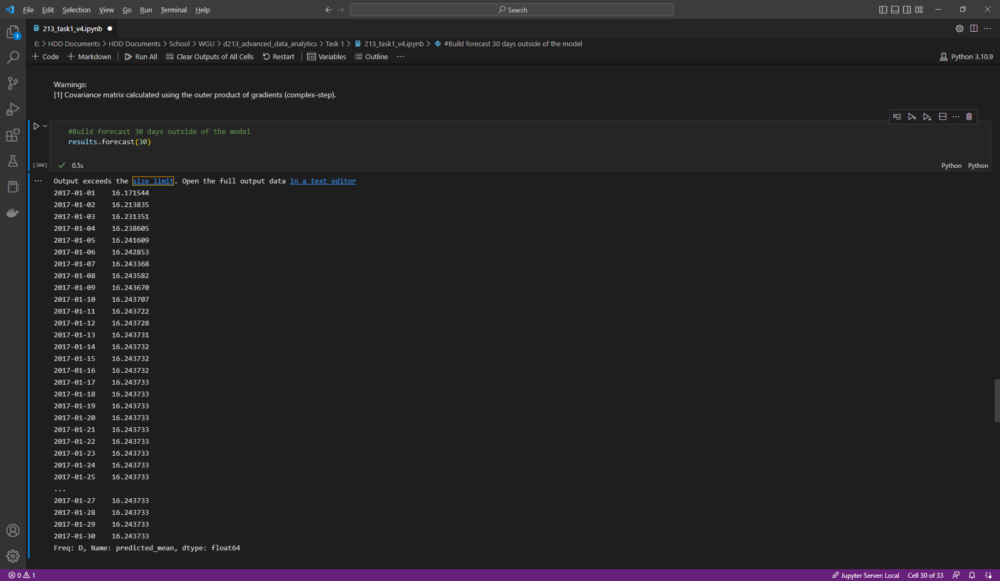 File Edit Selection View Go Run Terminal Help Search
213_task1_v4.ipynb
1
E: > HDD Documents > HDD Documents > School > WGU > d213_advanced_data_analytics > Task 1 > 213_task1_v4.ipynb > #Build forecast 30 days outside of the model
+ Code + Markdown Run All Clear Outputs of All Cells Restart Variables Outline ... Python 3.10.9
Warnings:
[1] Covariance matrix calculated using the outer product of gradients (complex-step).
#Build forecast 30 days outside of the model
results.forecast(30)
[308] 0.5s Python Python
... Output exceeds the size limit. Open the full output data in a text editor
2017-01-01 16.171544
2017-01-02 16.213835
2017-01-03 16.231351
2017-01-04 16.238605
2017-01-05 16.241609
2017-01-06 16.242853
2017-01-07 16.243368
2017-01-08 16.243582
2017-01-09 16.243670
2017-01-10 16.243707
2017-01-11 16.243722
2017-01-12 16.243728
2017-01-13 16.243731
2017-01-14 16.243732
2017-01-15 16.243732
2017-01-16 16.243732
2017-01-17 16.243733
2017-01-18 16.243733
2017-01-19 16.243733
2017-01-20 16.243733
2017-01-21 16.243733
2017-01-22 16.243733
2017-01-23 16.243733
2017-01-24 16.243733
2017-01-25 16.243733
...
2017-01-27 16.243733
2017-01-28 16.243733
2017-01-29 16.243733
2017-01-30 16.243733
Freq: D, Name: predicted_mean, dtype: float64
0 1 Jupyter Server: Local Cell 30 of 33